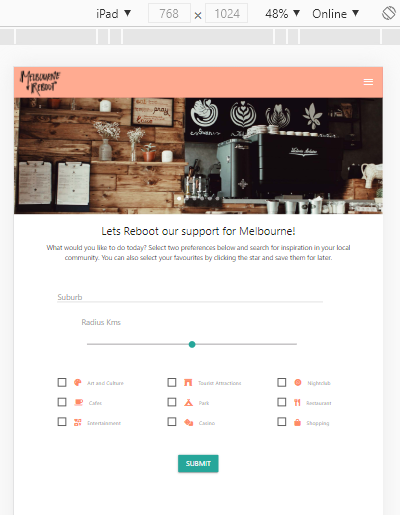 iPad ▼ 768 × 1024 48% ▼ Online ▼
MELBOURNE
REBOOT
Lets Reboot our support for Melbourne!
What would you like to do today? Select two preferences below and search for inspiration in your local
community. You can also select your favourites by clicking the star and save them for later.
Suburb
Radius Kms
Art and Culture Tourist Attractions Nightclub
Cafes Park Restaurant
Entertainment Casino Shopping
SUBMIT